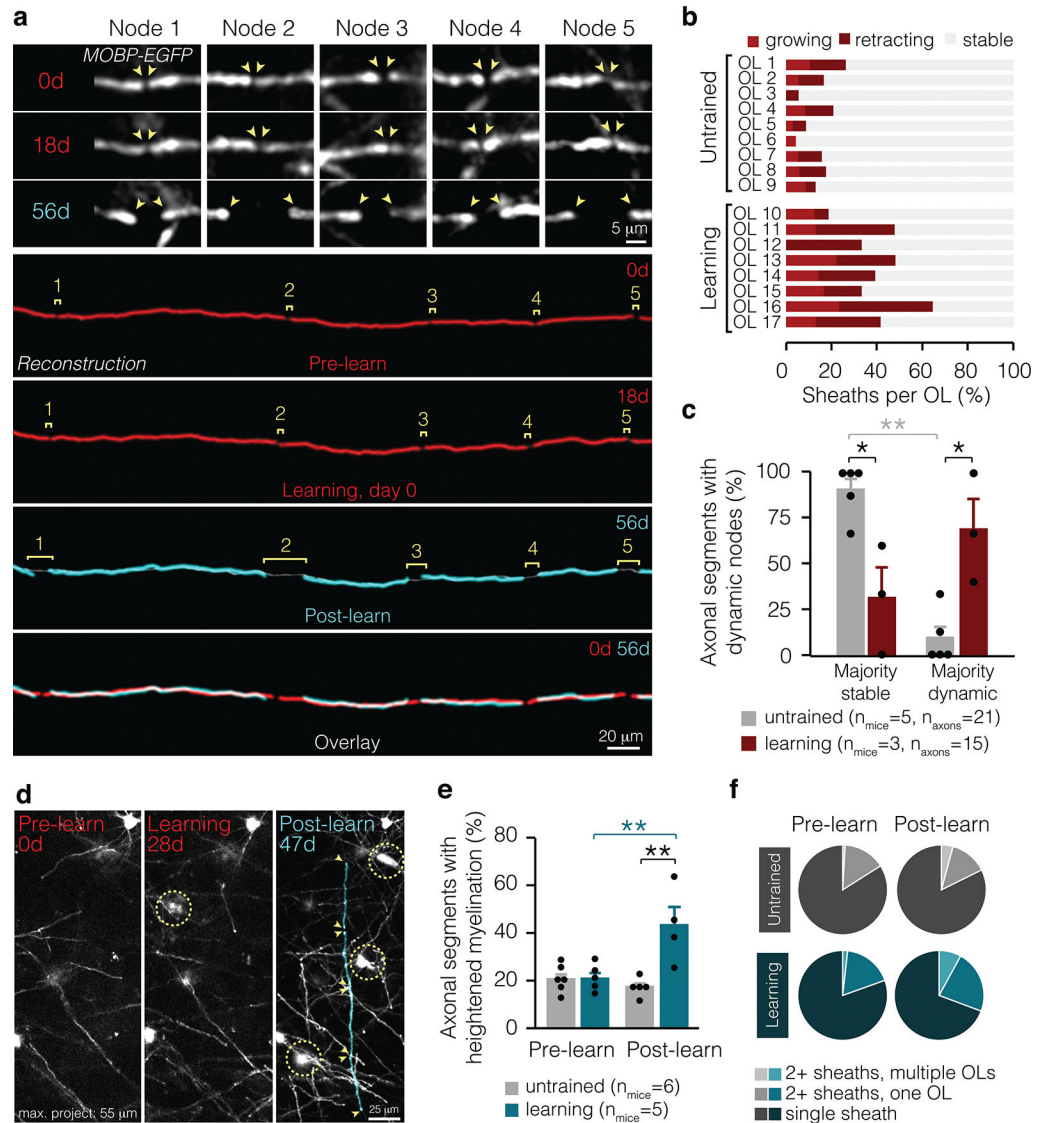 a
Node 1 Node 2 Node 3 Node 4 Node 5
MOBP-EGFP
0d
18d
56d
5 µm
0d
1 2 3 4 5
Reconstruction
Pre-learn
18d
1 2 3 4 5
Learning, day 0
56d
1 2 3 4 5
Post-learn
0d 56d
Overlay
20 µm
b
growing retracting stable
Untrained
OL 1
OL 2
OL 3
OL 4
OL 5
OL 6
OL 7
OL 8
OL 9
Learning
OL 10
OL 11
OL 12
OL 13
OL 14
OL 15
OL 16
OL 17
0 20 40 60 80 100
Sheaths per OL (%)
c
**
* *
Axonal segments with
dynamic nodes (%)
100
75
50
25
0
Majority
stable
Majority
dynamic
untrained (nmice=5, naxons=21)
learning (nmice=3, naxons=15)
d
Pre-learn
0d
Learning
28d
Post-learn
47d
max. project: 55 µm
25 µm
e
Axonal segments with
heightened myelination (%)
80
60
40
20
0
**
**
Pre-learn Post-learn
untrained (nmice=6)
learning (nmice=5)
f
Pre-learn Post-learn
Untrained
Learning
2+ sheaths, multiple OLs
2+ sheaths, one OL
single sheath